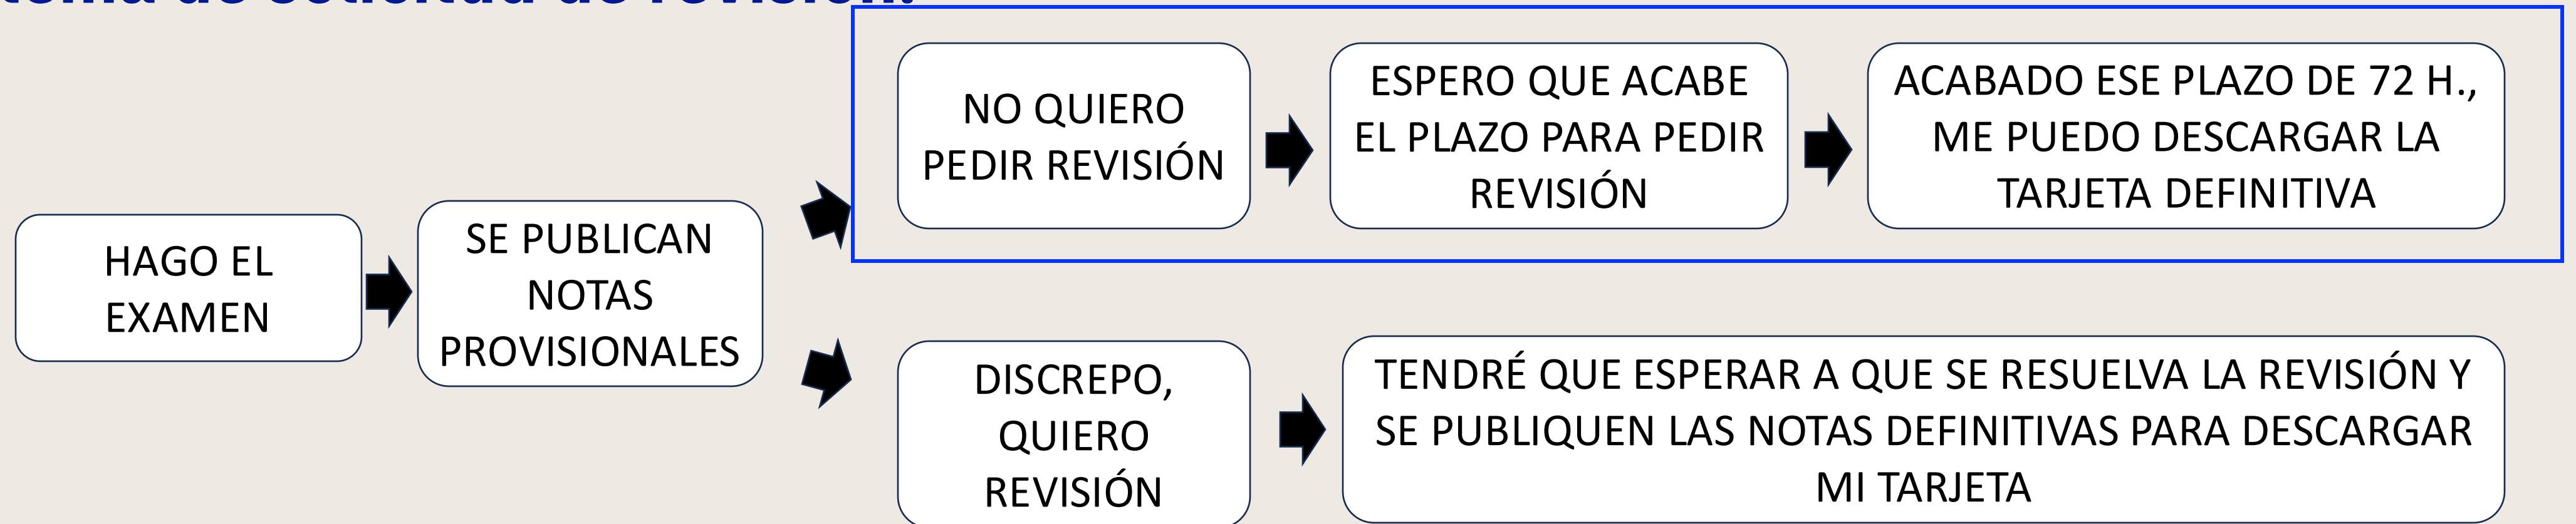 HAGO EL
EXAMEN
SE PUBLICAN
NOTAS
PROVISIONALES
NO QUIERO
PEDIR REVISIÓN
ESPERO QUE ACABE
EL PLAZO PARA PEDIR
REVISIÓN
ACABADO ESE PLAZO DE 72 H.,
ME PUEDO DESCARGAR LA
TARJETA DEFINITIVA
DISCREPO,
QUIERO
REVISIÓN
TENDRÉ QUE ESPERAR A QUE SE RESUELVA LA REVISIÓN Y
SE PUBLIQUEN LAS NOTAS DEFINITIVAS PARA DESCARGAR
MI TARJETA